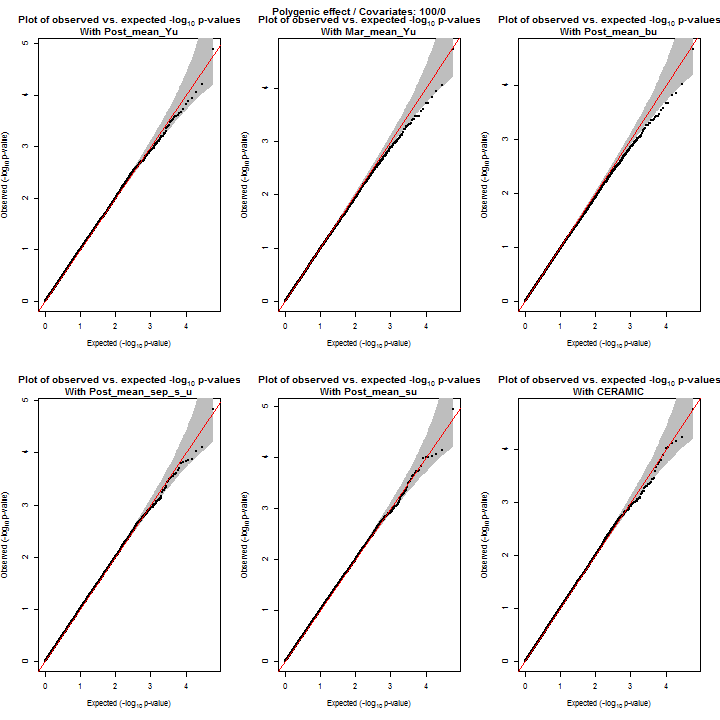 Polygenic effect / Covariates: 100/0
Plot of observed vs. expected -log10 p-values
With Post_mean_Yu
Plot of observed vs. expected -log10 p-values
With Mar_mean_Yu
Plot of observed vs. expected -log10 p-values
With Post_mean_bu
Observed (-log10 p-value)
0 1 2 3 4 5
0 1 2 3 4
Expected (-log10 p-value)
Observed (-log10 p-value)
0 1 2 3 4
0 1 2 3 4
Expected (-log10 p-value)
Observed (-log10 p-value)
0 1 2 3 4
0 1 2 3 4
Expected (-log10 p-value)
Plot of observed vs. expected -log10 p-values
With Post_mean_sep_s_u
Plot of observed vs. expected -log10 p-values
With Post_mean_su
Plot of observed vs. expected -log10 p-values
With CERAMIC
Observed (-log10 p-value)
0 1 2 3 4 5
0 1 2 3 4
Expected (-log10 p-value)
Observed (-log10 p-value)
0 1 2 3 4 5
0 1 2 3 4
Expected (-log10 p-value)
Observed (-log10 p-value)
0 1 2 3 4 5
0 1 2 3 4
Expected (-log10 p-value)